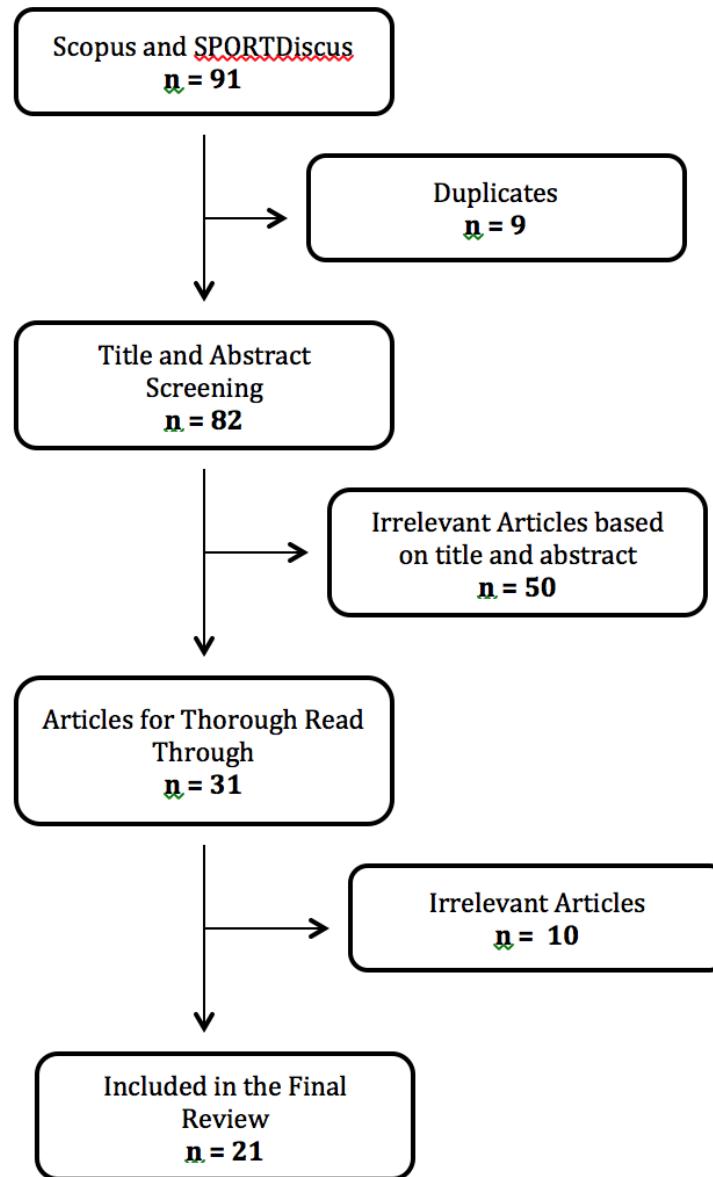 Scopus and SPORTDiscus
n = 91
Duplicates
n = 9
Title and Abstract
Screening
n = 82
Irrelevant Articles based
on title and abstract
n = 50
Articles for Thorough Read
Through
n = 31
Irrelevant Articles
n =  10
Included in the Final
Review
n = 21